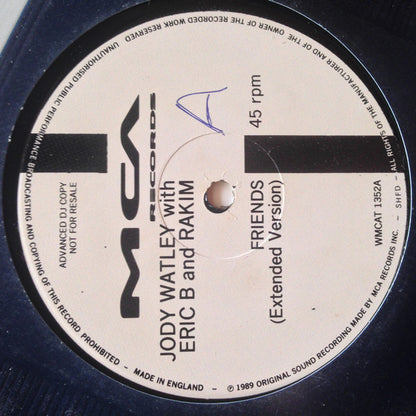 MCA
RECORDS
ADVANCED DJ COPY
NOT FOR RESALE
A
45 rpm
JODY WATLEY with
ERIC B and RAKIM
FRIENDS
(Extended Version)
WMCAT 1352A
SHFD - ALL RIGHTS OF THE MANUFACTURER AND OF THE OWNER OF THE RECORDED WORK RESERVED UNAUTHORISED PUBLIC PERFORMANCE BROADCASTING AND COPYING OF THIS RECORD PROHIBITED - MADE IN ENGLAND - ℗ 1989 ORIGINAL SOUND RECORDING MADE BY MCA RECORDS INC. -